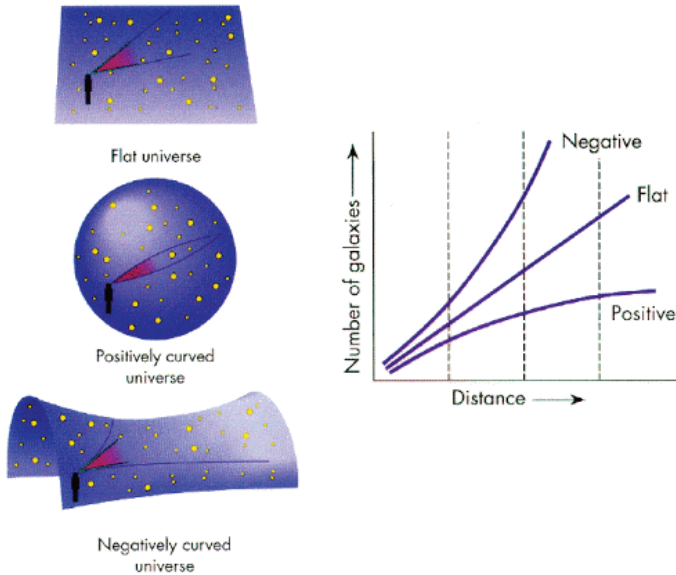 Flat universe
Positively curved
universe
Negatively curved
universe
Number of galaxies
Distance
Negative
Flat
Positive